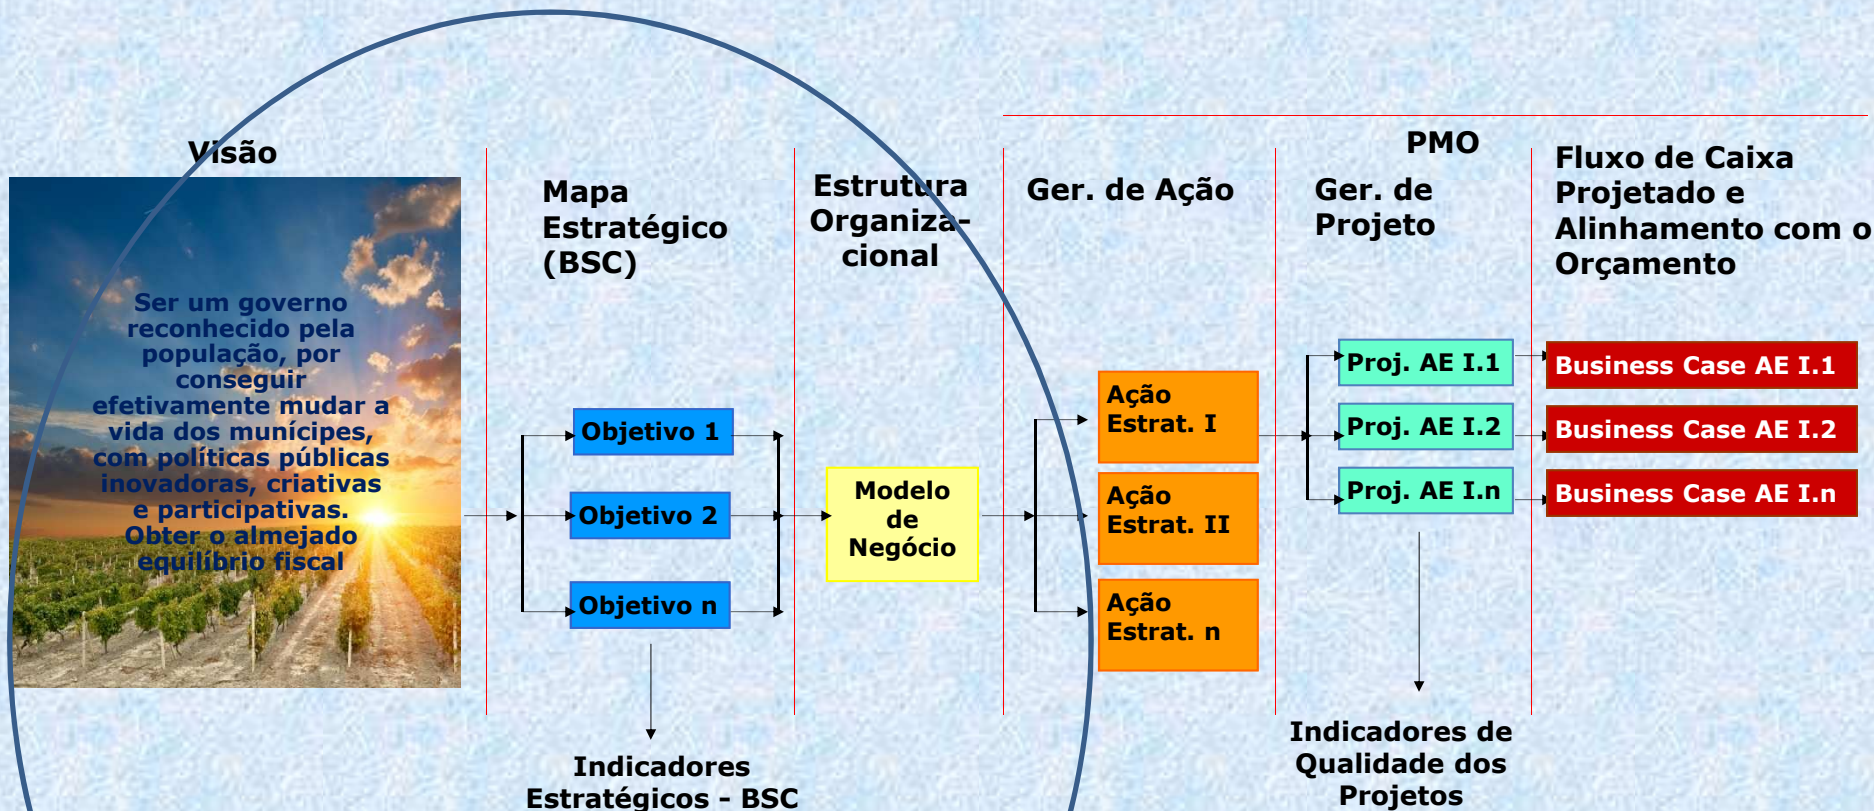 Visão
Ser um governo
reconhecido pela
população, por
conseguir
efetivamente mudar a
vida dos munícipes,
com políticas públicas
inovadoras, criativas
e participativas.
Obter o almejado
equilíbrio fiscal
Mapa
Estratégico
(BSC)
Objetivo 1
Objetivo 2
Objetivo n
Indicadores
Estratégicos - BSC
Estrutura
Organiza-
cional
Modelo
de
Negócio
PMO
Ger. de Ação
Ação
Estrat. I
Ação
Estrat. II
Ação
Estrat. n
Ger. de
Projeto
Proj. AE I.1
Proj. AE I.2
Proj. AE I.n
Indicadores de
Qualidade dos
Projetos
Fluxo de Caixa
Projetado e
Alinhamento com o
Orçamento
Business Case AE I.1
Business Case AE I.2
Business Case AE I.n